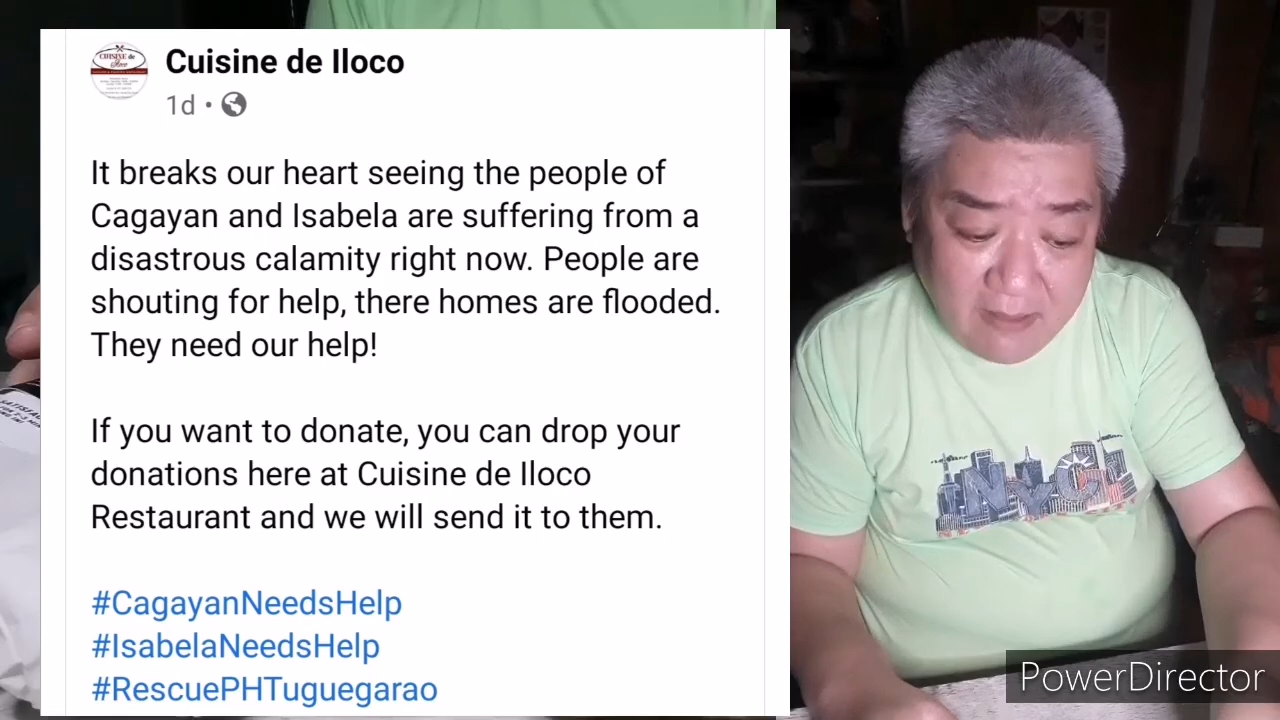 Cuisine de Iloco
1d
It breaks our heart seeing the people of
Cagayan and Isabela are suffering from a
disastrous calamity right now. People are
shouting for help, there homes are flooded.
They need our help!
If you want to donate, you can drop your
donations here at Cuisine de Iloco
Restaurant and we will send it to them.
#CagayanNeedsHelp
#IsabelaNeedsHelp
#RescuePHTuguegarao
CUISINE de
Iloco
NYC
PowerDirector